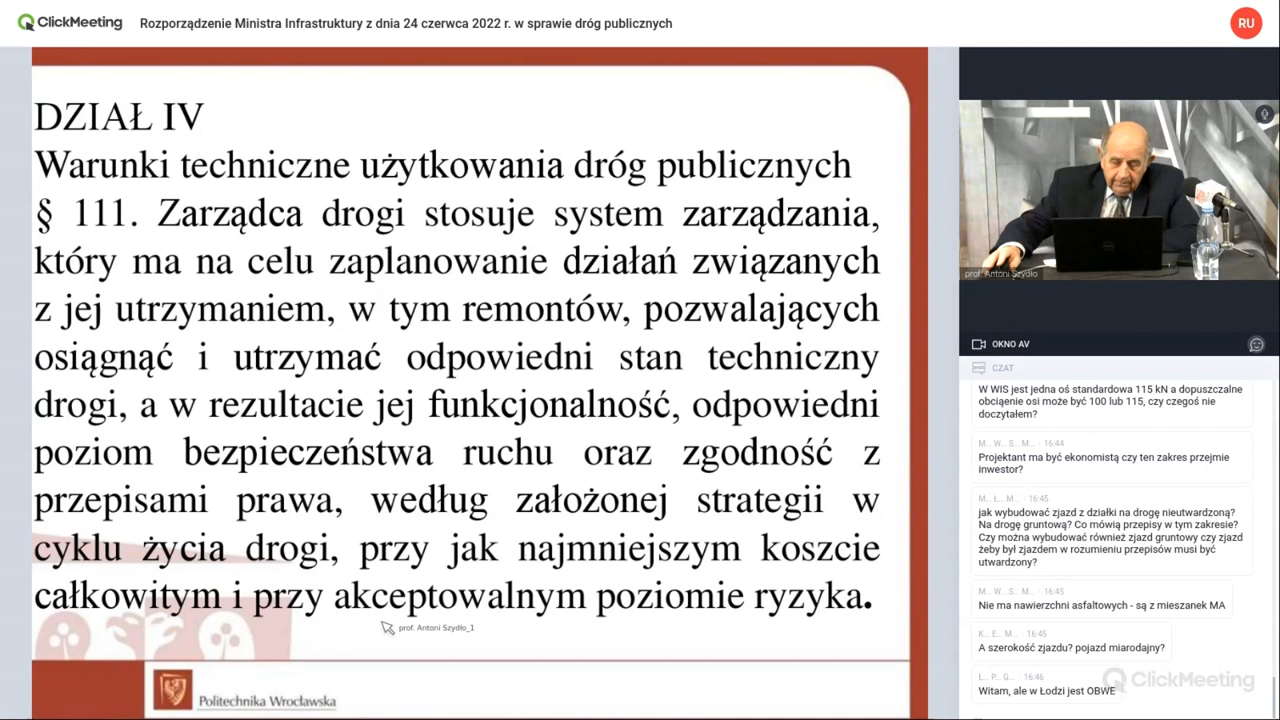 ClickMeeting
Rozporządzenie Ministra Infrastruktury z dnia 24 czerwca 2022 r. w sprawie dróg publicznych
RU
DZIAŁ IV
Warunki techniczne użytkowania dróg publicznych
§ 111. Zarządca drogi stosuje system zarządzania,
który ma na celu zaplanowanie działań związanych
z jej utrzymaniem, w tym remontów, pozwalających
osiągnąć i utrzymać odpowiedni stan techniczny
drogi, a w rezultacie jej funkcjonalność, odpowiedni
poziom bezpieczeństwa ruchu oraz zgodność z
przepisami prawa, według założonej strategii w
cyklu życia drogi, przy jak najmniejszym koszcie
całkowitym i przy akceptowalnym poziomie ryzyka.
prof. Antoni Szydło_1
Politechnika Wrocławska
prof. Antoni Szydło
OKNO AV
CZAT
W WIS jest jedna oś standardowa 115 kN a dopuszczalne
obciąenie osi może być 100 lub 115, czy czegoś nie
doczytałem?
M... W... S... M... · 16:44
Projektant ma być ekonomistą czy ten zakres przejmie
inwestor?
M... Ł... M... · 16:45
jak wybudować zjazd z działki na drogę nieutwardzoną?
Na drogę gruntową? Co mówią przepisy w tym zakresie?
Czy można wybudować również zjazd gruntowy czy zjazd
żeby był zjazdem w rozumieniu przepisów musi być
utwardzony?
M... W... S... M... · 16:45
Nie ma nawierzchni asfaltowych - są z mieszanek MA
K... E... M... · 16:45
A szerokość zjazdu? pojazd miarodajny?
Ł... P... G... · 16:46
Witam, ale w Łodzi jest OBWE
ClickMeeting